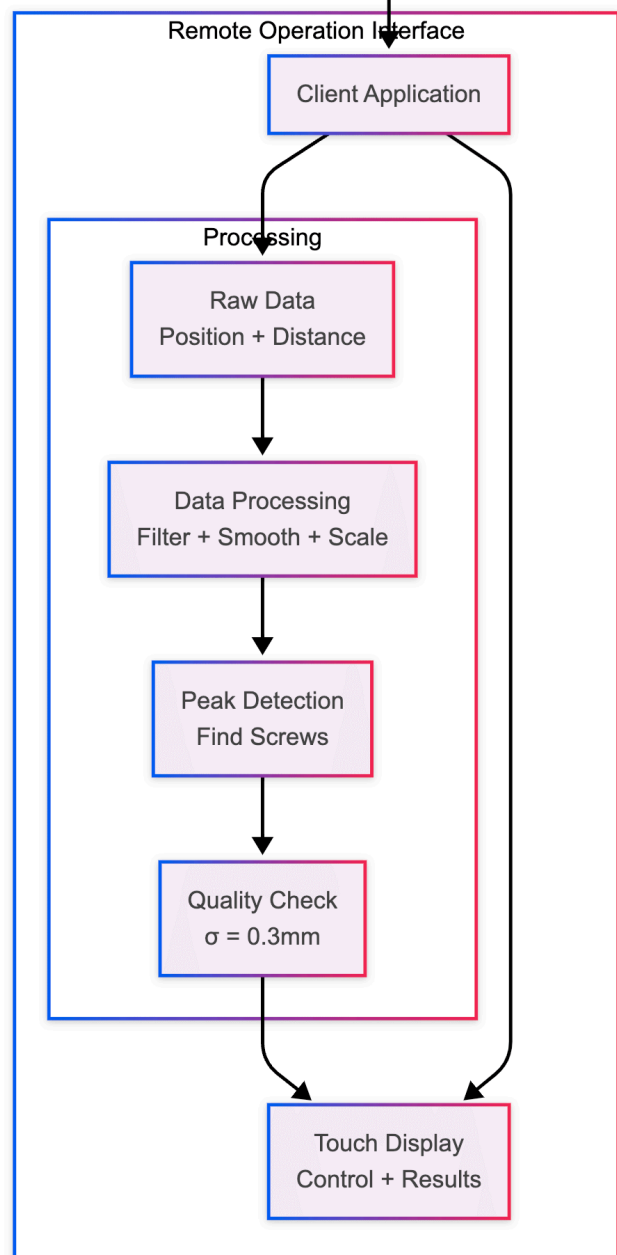 Remote Operation Interface
Client Application
Processing
Raw Data
Position + Distance
Data Processing
Filter + Smooth + Scale
Peak Detection
Find Screws
Quality Check
σ = 0.3mm
Touch Display
Control + Results